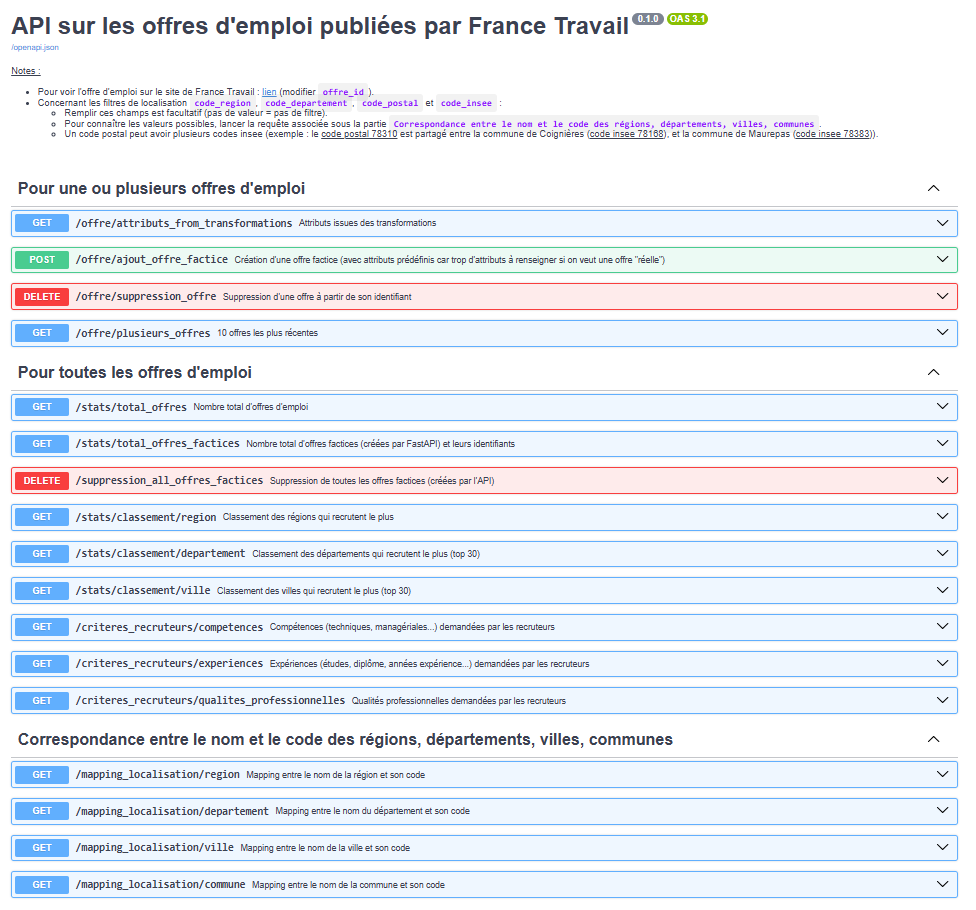 API sur les offres d'emploi publiées par France Travail 0.1.0 OAS 3.1
/openapi.json
Notes :
Pour voir l'offre d'emploi sur le site de France Travail : lien (modifier offre_id ).
Concernant les filtres de localisation code_region , code_departement , code_postal et code_insee :
Remplir ces champs est facultatif (pas de valeur = pas de filtre).
Pour connaître les valeurs possibles, lancer la requête associée sous la partie Correspondance entre le nom et le code des régions, départements, villes, communes .
Un code postal peut avoir plusieurs codes insee (exemple : le code postal 78310 est partagé entre la commune de Coignières (code insee 78168), et la commune de Maurepas (code insee 78383)).
Pour une ou plusieurs offres d'emploi
GET /offre/attributs_from_transformations Attributs issues des transformations
POST /offre/ajout_offre_factice Création d'une offre factice (avec attributs prédéfinis car trop d'attributs à renseigner si on veut une offre "réelle")
DELETE /offre/suppression_offre Suppression d'une offre à partir de son identifiant
GET /offre/plusieurs_offres 10 offres les plus récentes
Pour toutes les offres d'emploi
GET /stats/total_offres Nombre total d'offres d'emploi
GET /stats/total_offres_factices Nombre total d'offres factices (créées par FastAPI) et leurs identifiants
DELETE /suppression_all_offres_factices Suppression de toutes les offres factices (créées par l'API)
GET /stats/classement/region Classement des régions qui recrutent le plus
GET /stats/classement/departement Classement des départements qui recrutent le plus (top 30)
GET /stats/classement/ville Classement des villes qui recrutent le plus (top 30)
GET /criteres_recruteurs/competences Compétences (techniques, managériales...) demandées par les recruteurs
GET /criteres_recruteurs/experiences Expériences (études, diplôme, années expérience...) demandées par les recruteurs
GET /criteres_recruteurs/qualites_professionnelles Qualités professionnelles demandées par les recruteurs
Correspondance entre le nom et le code des régions, départements, villes, communes
GET /mapping_localisation/region Mapping entre le nom de la région et son code
GET /mapping_localisation/departement Mapping entre le nom du département et son code
GET /mapping_localisation/ville Mapping entre le nom de la ville et son code
GET /mapping_localisation/commune Mapping entre le nom de la commune et son code